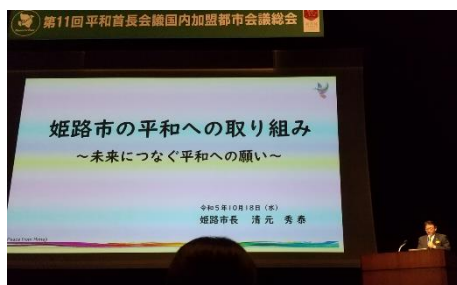 第11回平和首長会議国内加盟都市会議総会
姫路市の平和への取り組み
～未来につなぐ平和への願い～
令和5年10月18日（水）
姫路市長 清元 秀泰